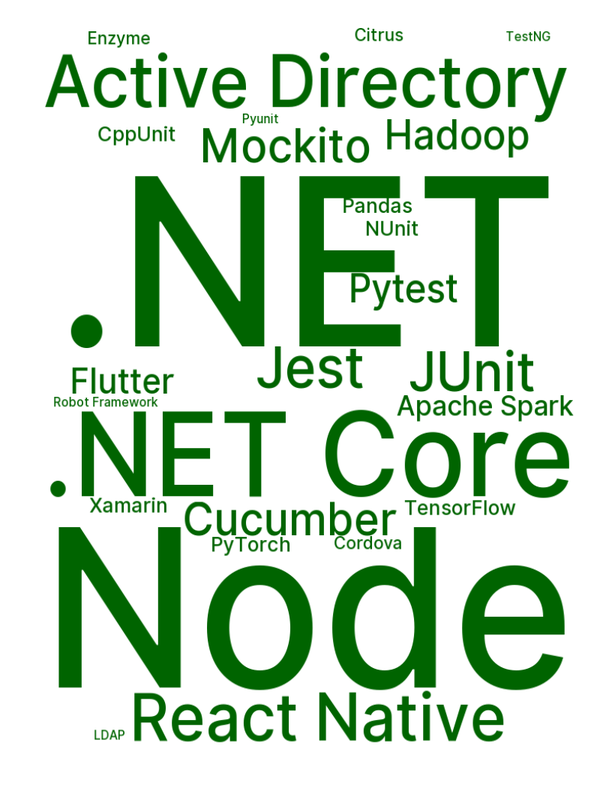 Enzyme
Citrus
TestNG
Active Directory
Pyunit
CppUnit
Mockito
Hadoop
.NET
Pandas
NUnit
Pytest
Jest
JUnit
Flutter
Robot Framework
Apache Spark
.NET Core
Xamarin
Cucumber
TensorFlow
PyTorch
Cordova
Node
React Native
LDAP